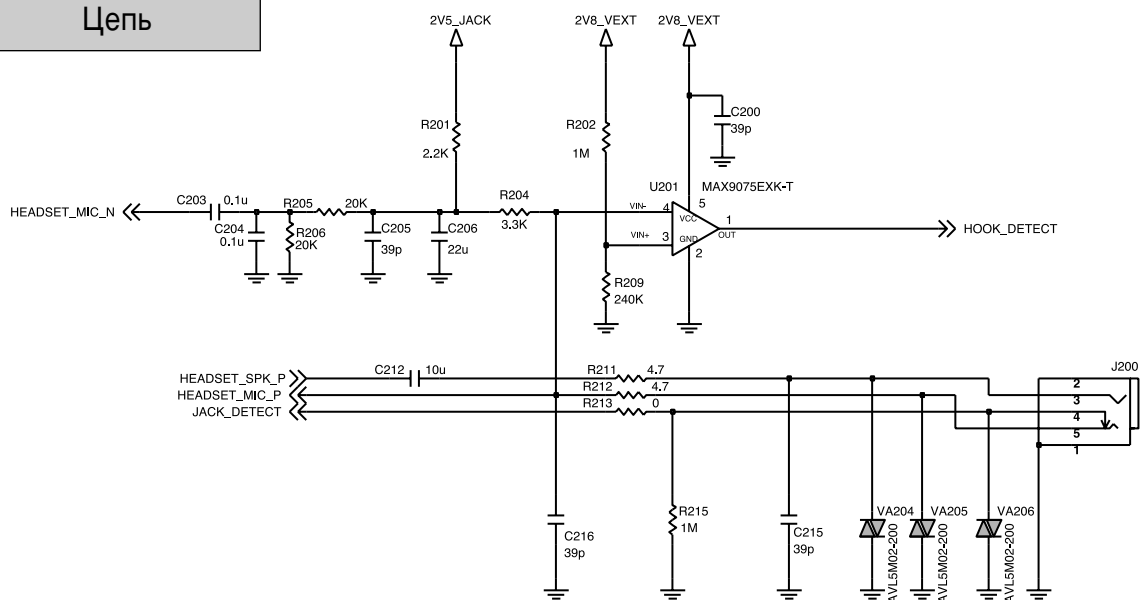 Цепь
2V5_JACK
2V8_VEXT
2V8_VEXT
C200
39p
R201
2.2K
R202
1M
U201
MAX9075EXK-T
HEADSET_MIC_N
C203
0.1u
R205
20K
R204
3.3K
VIN-
4
5
VCC
1
OUT
HOOK_DETECT
C204
0.1u
R206
20K
C205
39p
C206
22u
VIN+
3
GND
2
R209
240K
HEADSET_SPK_P
C212
10u
R211
4.7
J200
HEADSET_MIC_P
R212
4.7
JACK_DETECT
R213
0
2
3
4
5
1
C216
39p
R215
1M
C215
39p
VA204
AVL5M02-200
VA205
AVL5M02-200
VA206
AVL5M02-200